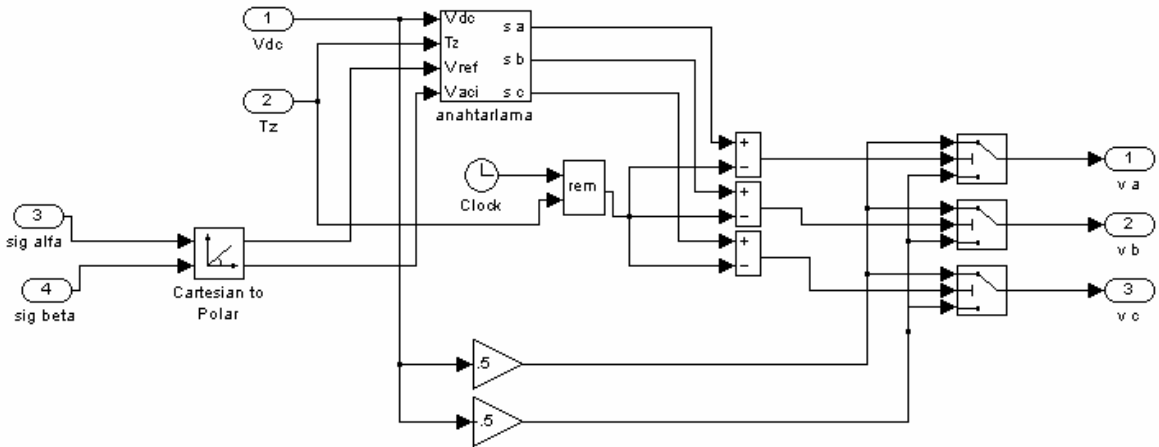 1
Vdc
2
Tz
3
sig alfa
4
sig beta
Cartesian to
Polar
Vdc
Tz
Vref
Vaci
s a
s b
s c
anahtarlama
Clock
rem
+
−
+
−
+
−
.5
-.5
1
v a
2
v b
3
v c